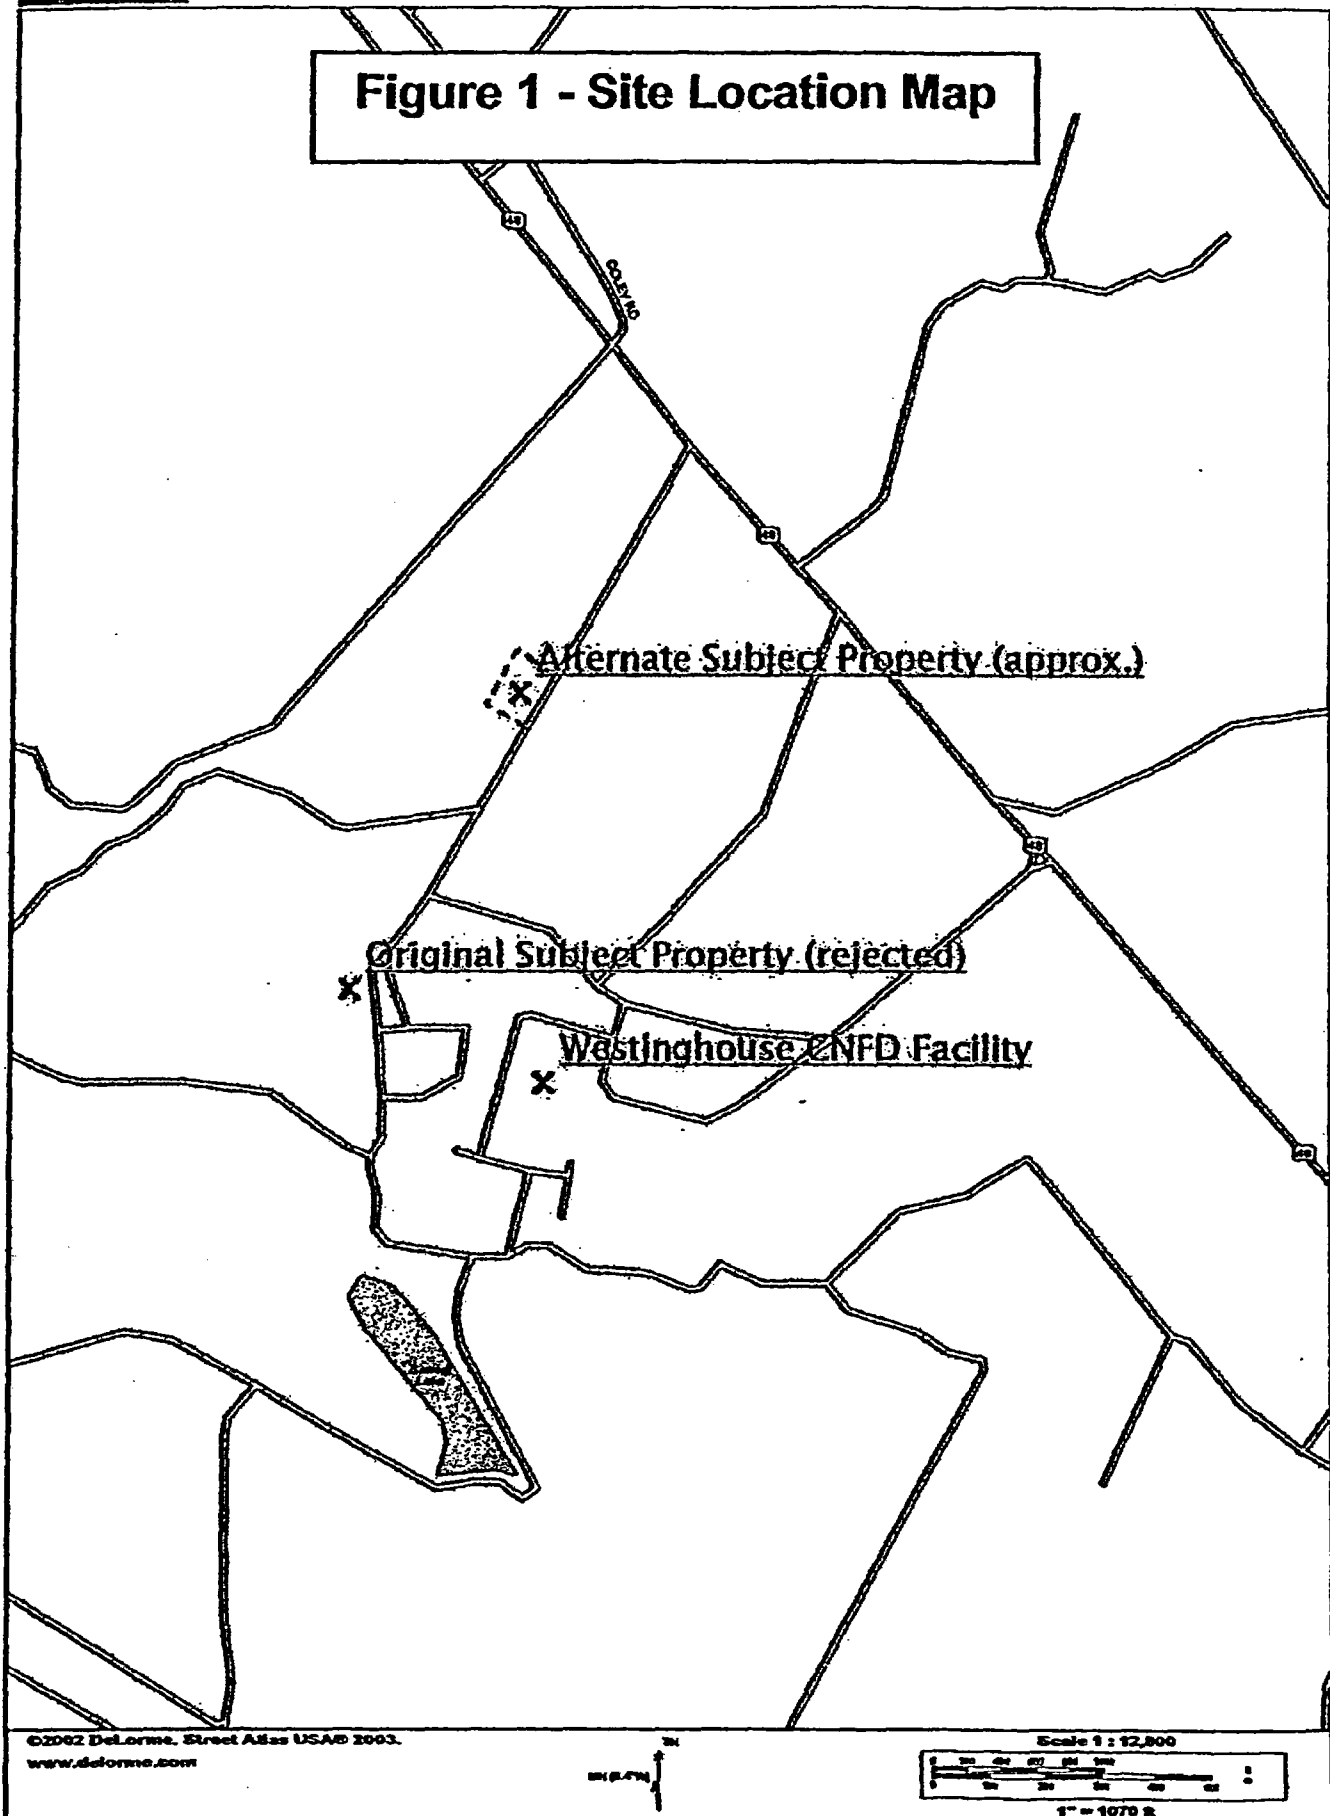 Figure 1 - Site Location Map
48
COLEY RD
48
Alternate Subject Property (approx.)
48
Original Subject Property (rejected)
Westinghouse CNFD Facility
48
Lake
©2002 DeLorme. Street Atlas USA® 2003.
www.delorme.com
TN
Scale 1 : 12,800
1" = 1070 ft